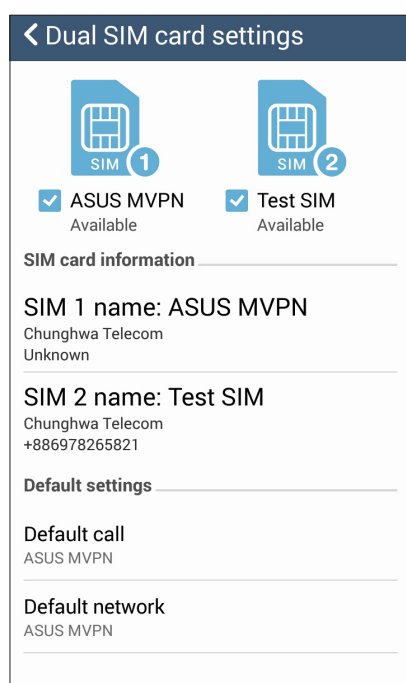 Dual SIM card settings
SIM 1 SIM 2
ASUS MVPN Test SIM
Available Available
SIM card information
SIM 1 name: ASUS MVPN
Chunghwa Telecom
Unknown
SIM 2 name: Test SIM
Chunghwa Telecom
+886978265821
Default settings
Default call
ASUS MVPN
Default network
ASUS MVPN